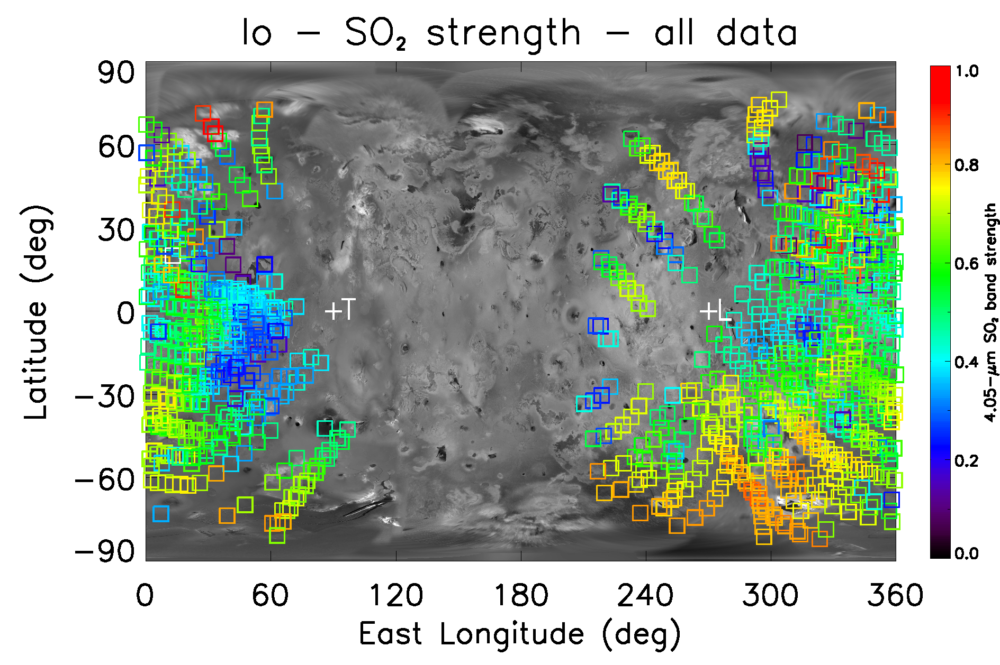 Io – SO₂ strength – all data
90
60
30
0
−30
−60
−90
Latitude (deg)
+T
+L
0 60 120 180 240 300 360
East Longitude (deg)
1.0
0.8
0.6
0.4
0.2
0.0
4.05–μm SO₂ band strength